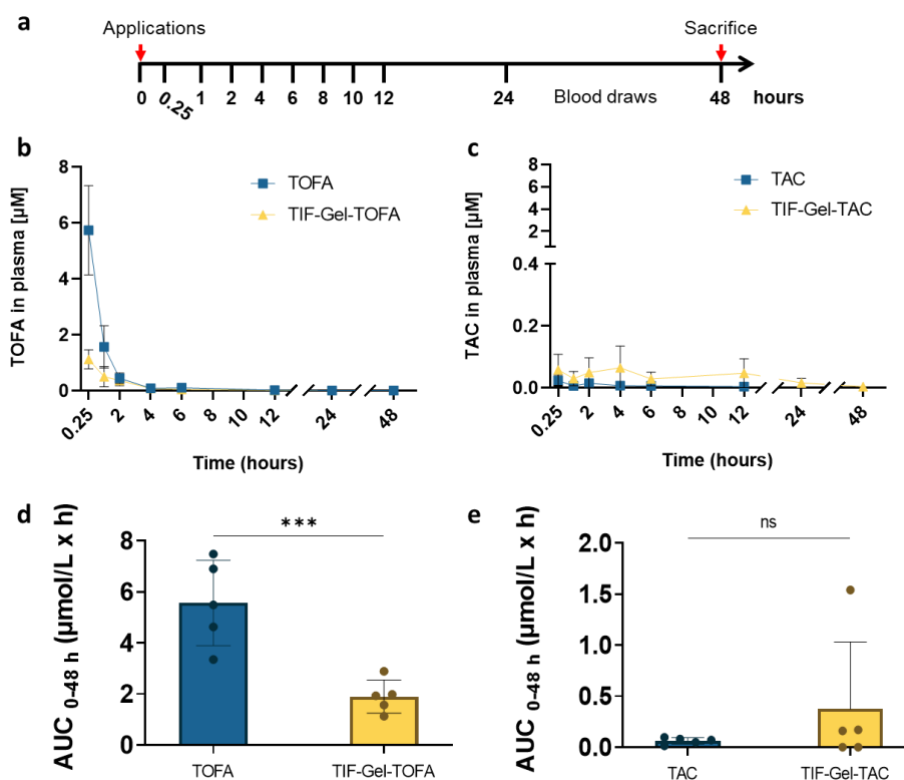 a
Applications
Sacrifice
0 0.25 1 2 4 6 8 10 12 24 Blood draws 48 hours
b
TOFA in plasma [µM]
8
6
4
2
0
TOFA
TIF-Gel-TOFA
0.25 2 4 6 8 10 12 24 48
Time (hours)
c
TAC in plasma [µM]
8
6
4
2
0.4
0.2
0.0
TAC
TIF-Gel-TAC
0.25 2 4 6 8 10 12 24 48
Time (hours)
d
AUC 0-48 h (µmol/L x h)
8
6
4
2
0
***
TOFA TIF-Gel-TOFA
e
AUC 0-48 h (µmol/L x h)
2.0
1.5
1.0
0.5
0.0
ns
TAC TIF-Gel-TAC